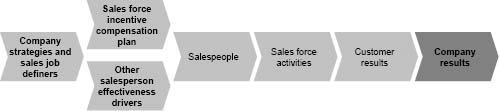 Company
strategies and
sales job
definers
Sales force
incentive
compensation
plan
Other
salesperson
effectiveness
drivers
Salespeople
Sales force
activities
Customer
results
Company
results